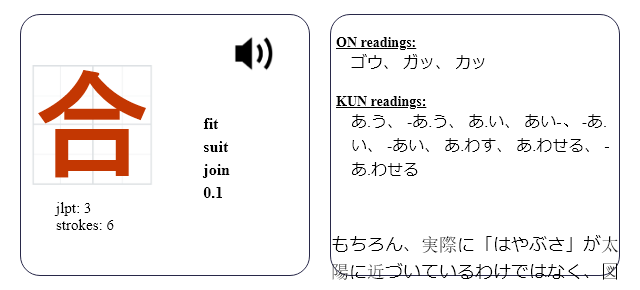 合
fit
suit
join
0.1
jlpt: 3
strokes: 6
ON readings:
ゴウ、 ガッ、 カッ
KUN readings:
あ.う、 -あ.う、 あ.い、 あい-、 -あ.
い、 -あい、 あ.わす、 あ.わせる、 -
あ.わせる
もちろん、実際に「はやぶさ」が太
陽に近づいているわけではなく、図